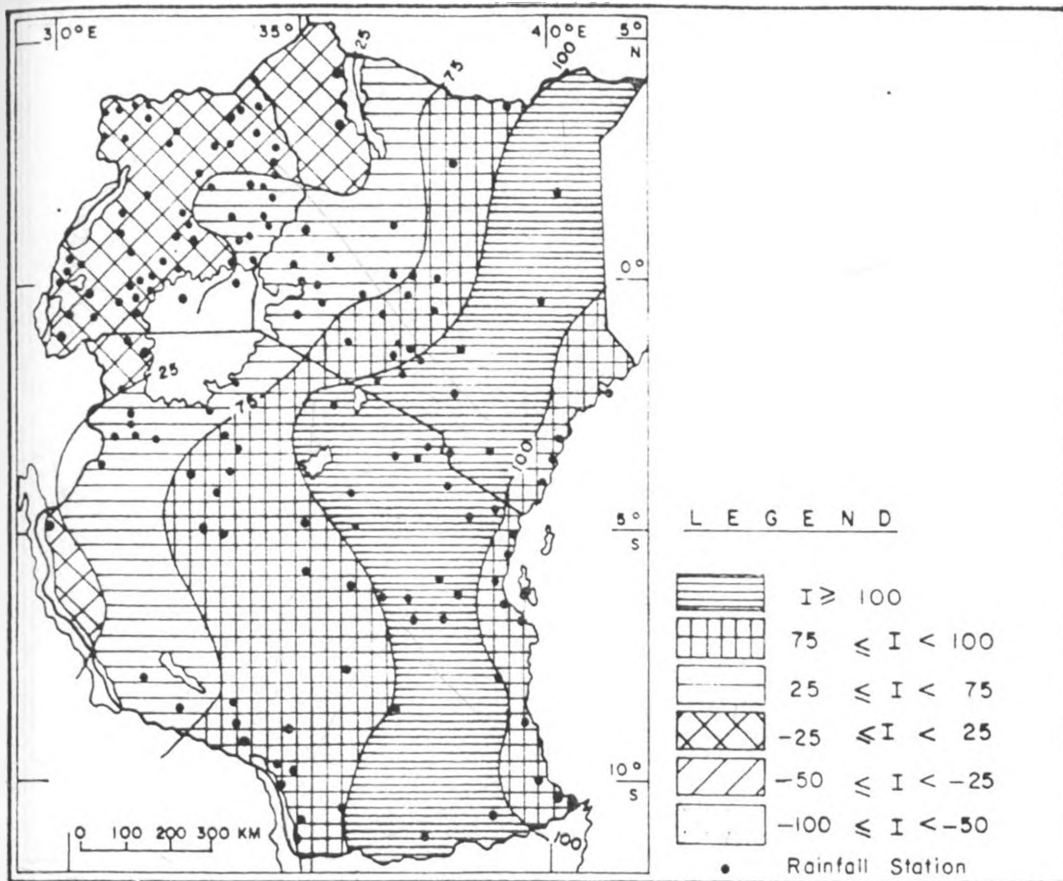 30°E 35° 40°E 5°
N
25
75
100
0°
25
75
100
5°
S
10°
S
0 100 200 300 KM
100
LEGEND
I ⩾ 100
75 ⩽ I < 100
25 ⩽ I < 75
-25 ⩽ I < 25
-50 ⩽ I < -25
-100 ⩽ I < -50
Rainfall Station